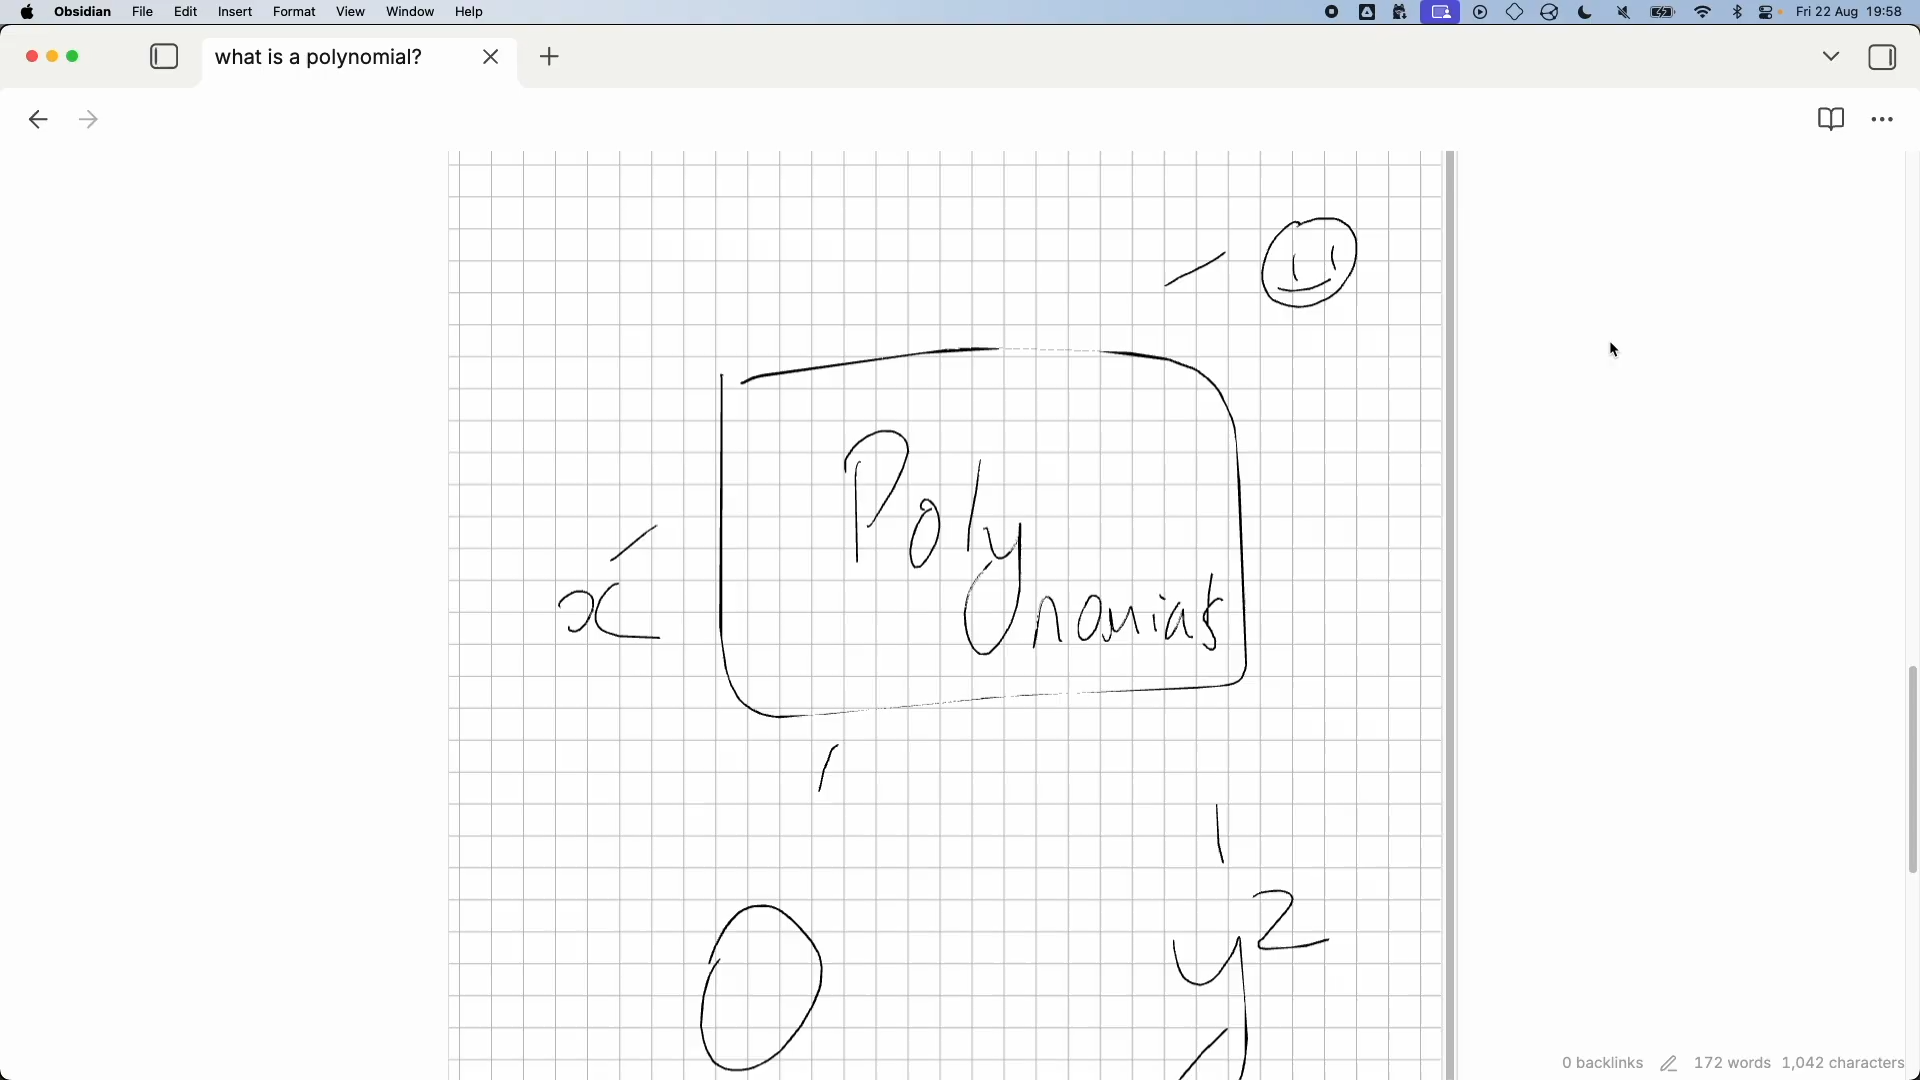 Obsidian File Edit Insert Format View Window Help Fri 22 Aug 19:58
what is a polynomial?
Poly
nomials
x
0
y²
0 backlinks 172 words 1,042 characters